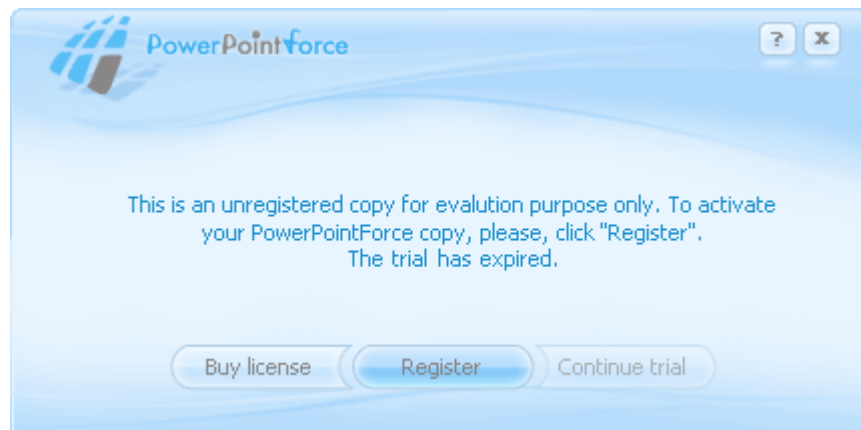 PowerPointforce
? X
This is an unregistered copy for evalution purpose only. To activate
your PowerPointForce copy, please, click "Register".
The trial has expired.
Buy license Register Continue trial